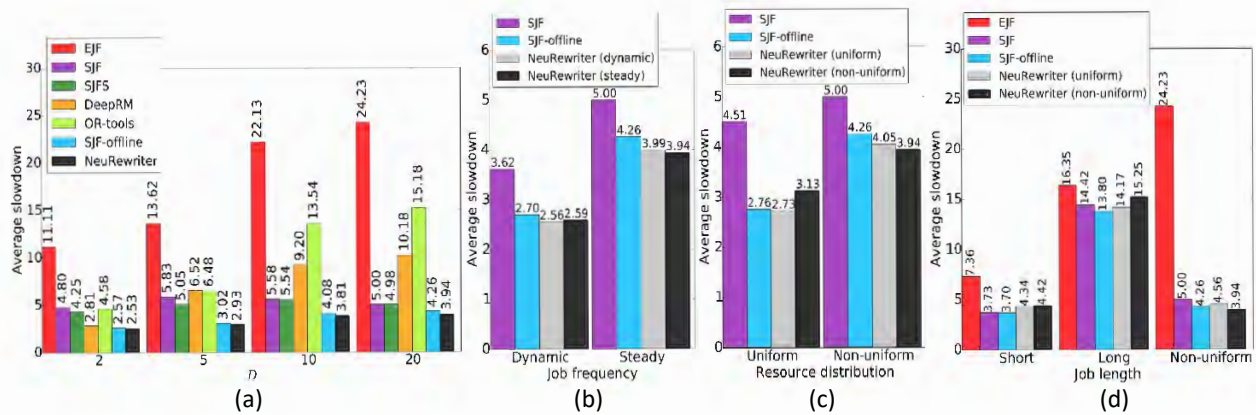 EJF
SJF
SJFS
DeepRM
OR-tools
SJF-offline
NeuRewriter
Average slowdown
30
25
20
15
10
5
0
11.11
4.80
4.25
2.81
4.58
2.57
2.53
13.62
5.83
5.05
6.52
6.48
3.02
2.93
22.13
5.58
5.54
9.20
13.54
4.08
3.81
24.23
5.00
4.98
10.18
15.18
4.26
3.94
2
5
10
20
D
(a)
SJF
SJF-offline
NeuRewriter (dynamic)
NeuRewriter (steady)
Average slowdown
6
5
4
3
2
1
0
3.62
2.70
2.56
2.59
5.00
4.26
3.99
3.94
Dynamic
Steady
Job frequency
(b)
SJF
SJF-offline
NeuRewriter (uniform)
NeuRewriter (non-uniform)
Average slowdown
6
5
4
3
2
1
0
4.51
2.76
2.73
3.13
5.00
4.26
4.05
3.94
Uniform
Non-uniform
Resource distribution
(c)
EJF
SJF
SJF-offline
NeuRewriter (uniform)
NeuRewriter (non-uniform)
Average slowdown
30
25
20
15
10
5
0
7.36
3.73
3.70
4.34
4.42
16.35
14.42
13.80
14.17
15.25
24.23
5.00
4.26
4.56
3.94
Short
Long
Non-uniform
Job length
(d)